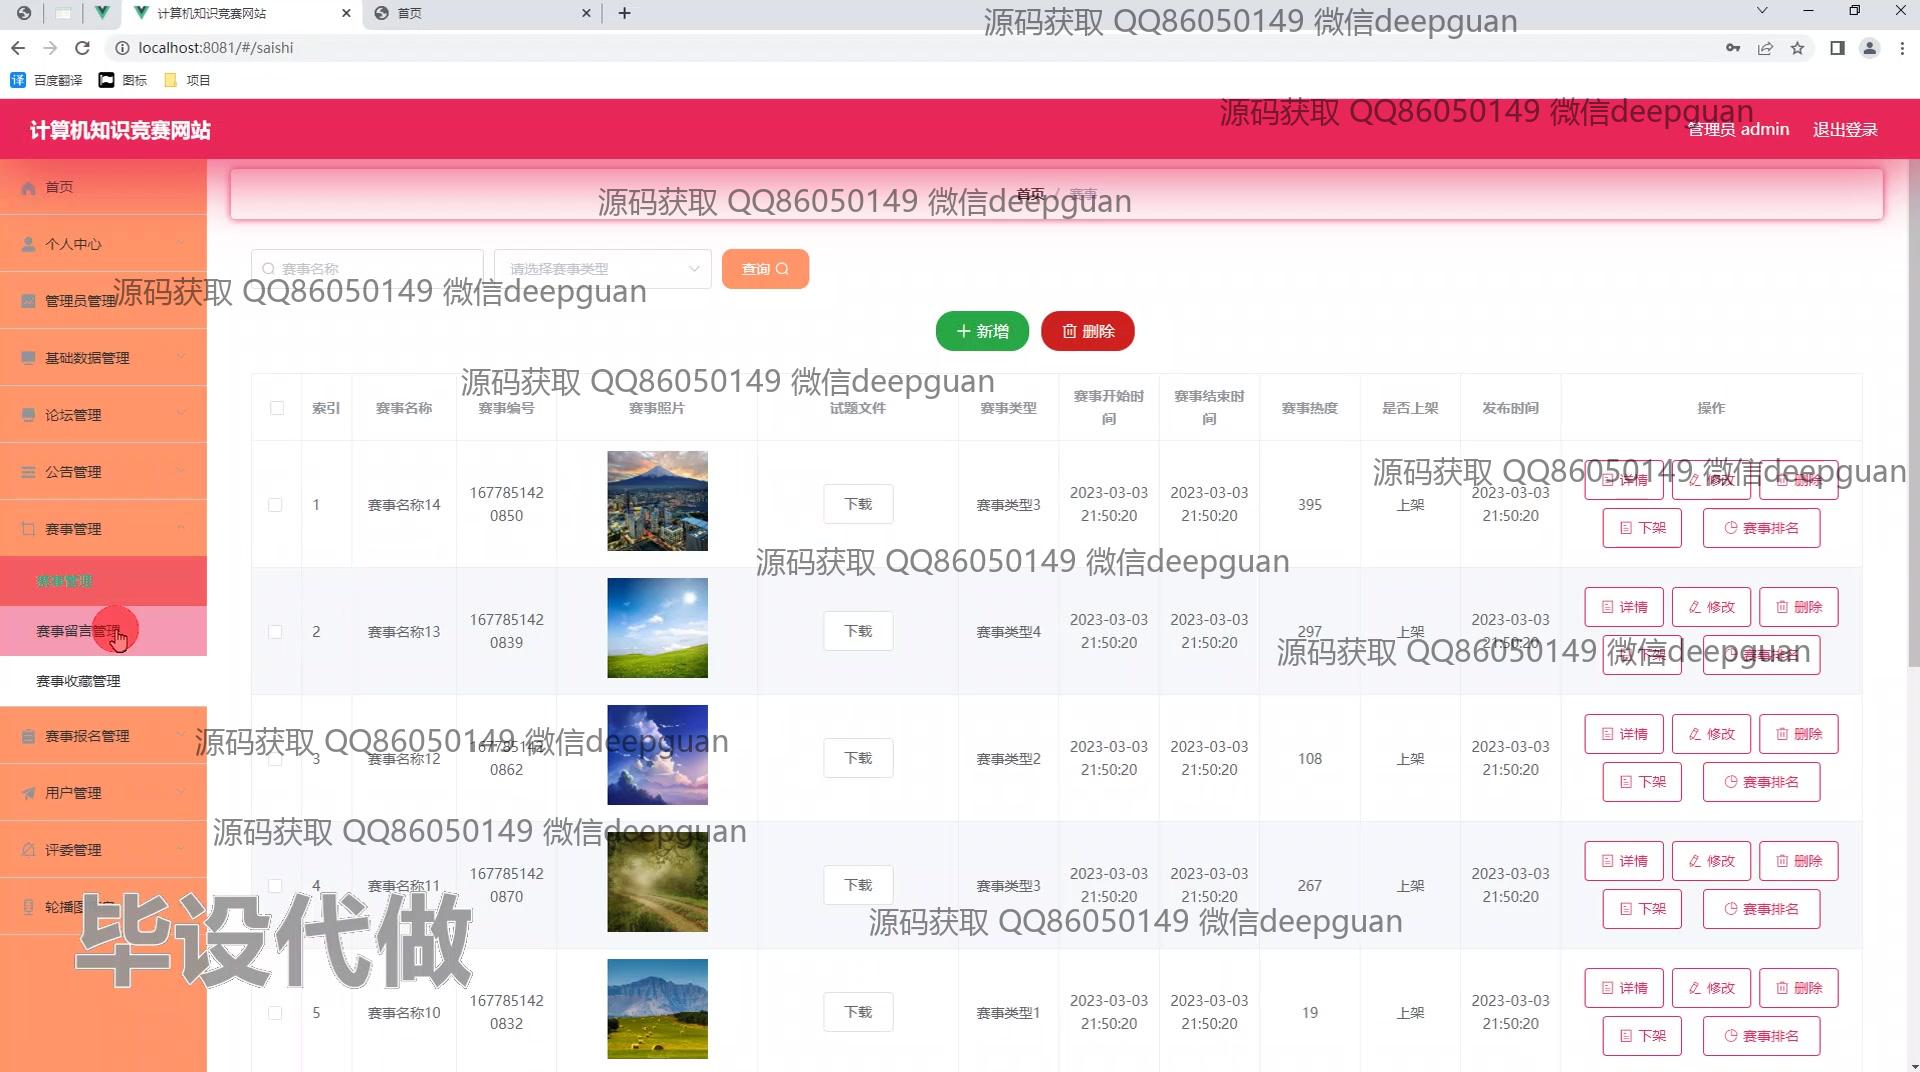 计算机知识竞赛网站
首页
源码获取 QQ86050149 微信deepguan
localhost:8081/#/saishi
百度翻译
图标
项目
源码获取 QQ86050149 微信deepguan
计算机知识竞赛网站
管理员 admin
退出登录
首页
首页 / 赛事
源码获取 QQ86050149 微信deepguan
个人中心
赛事名称
请选择赛事类型
查询
管理员管理
源码获取 QQ86050149 微信deepguan
新增
删除
基础数据管理
源码获取 QQ86050149 微信deepguan
论坛管理
索引 赛事名称 赛事编号 赛事照片 试题文件 赛事类型 赛事开始时间 赛事结束时间 赛事热度 是否上架 发布时间 操作
公告管理
源码获取 QQ86050149 微信deepguan
1 赛事名称14 1677851420850 下载 赛事类型3 2023-03-03 21:50:20 2023-03-03 21:50:20 395 上架 2023-03-03 21:50:20
详情 修改 删除
下架 赛事排名
赛事管理
源码获取 QQ86050149 微信deepguan
赛事管理
赛事留言管理
2 赛事名称13 1677851420839 下载 赛事类型4 2023-03-03 21:50:20 2023-03-03 21:50:20 297 上架 2023-03-03 21:50:20
详情 修改 删除
下架 赛事排名
源码获取 QQ86050149 微信deepguan
赛事收藏管理
赛事报名管理
源码获取 QQ86050149 微信deepguan
3 赛事名称12 1677851420862 下载 赛事类型2 2023-03-03 21:50:20 2023-03-03 21:50:20 108 上架 2023-03-03 21:50:20
详情 修改 删除
下架 赛事排名
用户管理
源码获取 QQ86050149 微信deepguan
评委管理
4 赛事名称11 1677851420870 下载 赛事类型3 2023-03-03 21:50:20 2023-03-03 21:50:20 267 上架 2023-03-03 21:50:20
详情 修改 删除
下架 赛事排名
轮播图
源码获取 QQ86050149 微信deepguan
毕设代做
5 赛事名称10 1677851420832 下载 赛事类型1 2023-03-03 21:50:20 2023-03-03 21:50:20 19 上架 2023-03-03 21:50:20
详情 修改 删除
下架 赛事排名